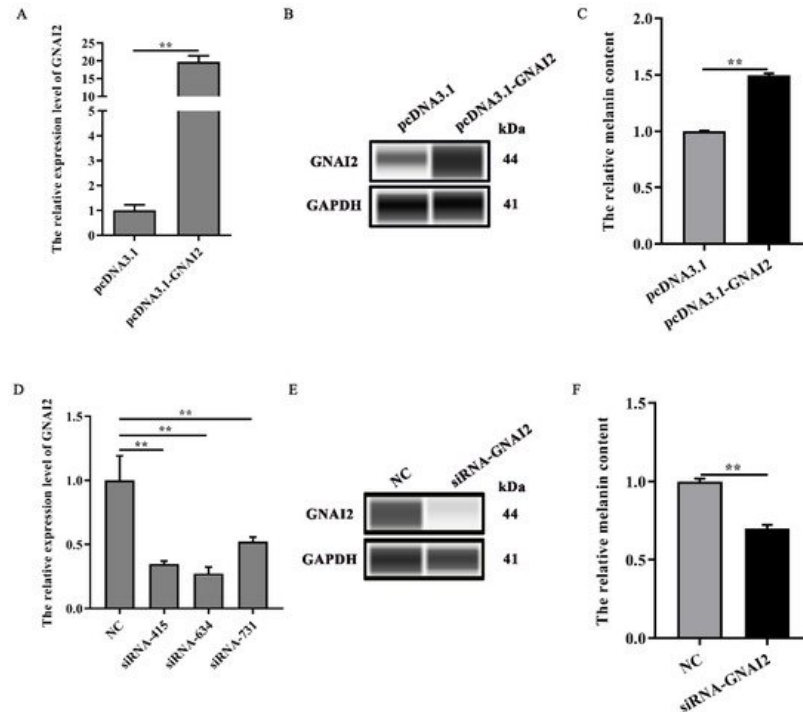 A
The relative expression level of GNAI2
**
25
20
15
10
5
4
3
2
1
0
pcDNA3.1
pcDNA3.1-GNAI2
B
pcDNA3.1
pcDNA3.1-GNAI2
kDa
GNAI2
44
GAPDH
41
C
The relative melanin content
**
2.0
1.5
1.0
0.5
0.0
pcDNA3.1
pcDNA3.1-GNAI2
D
The relative expression level of GNAI2
**
**
**
1.5
1.0
0.5
0.0
NC
siRNA-415
siRNA-634
siRNA-731
E
NC
siRNA-GNAI2
kDa
GNAI2
44
GAPDH
41
F
The relative melanin content
**
1.5
1.0
0.5
0.0
NC
siRNA-GNAI2